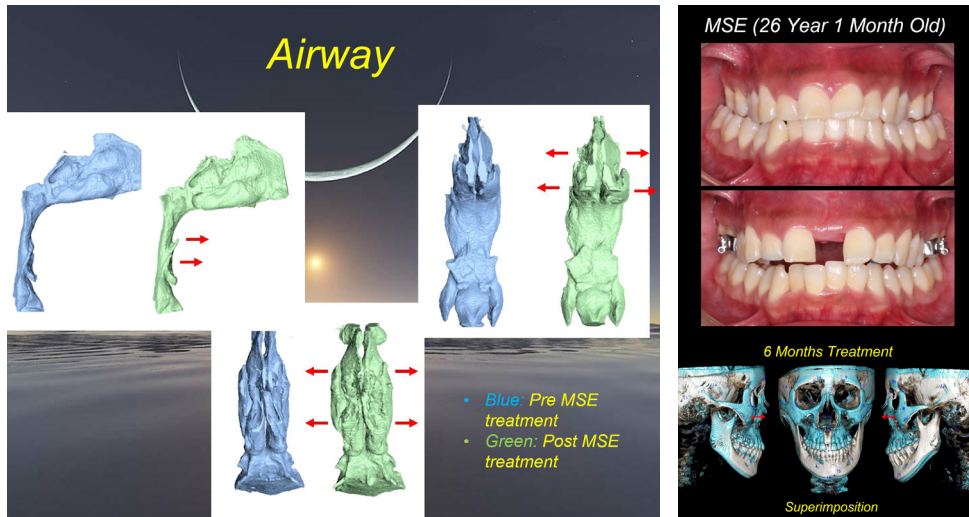 Airway
• Blue: Pre MSE
treatment
• Green: Post MSE
treatment
MSE (26 Year 1 Month Old)
6 Months Treatment
Superimposition